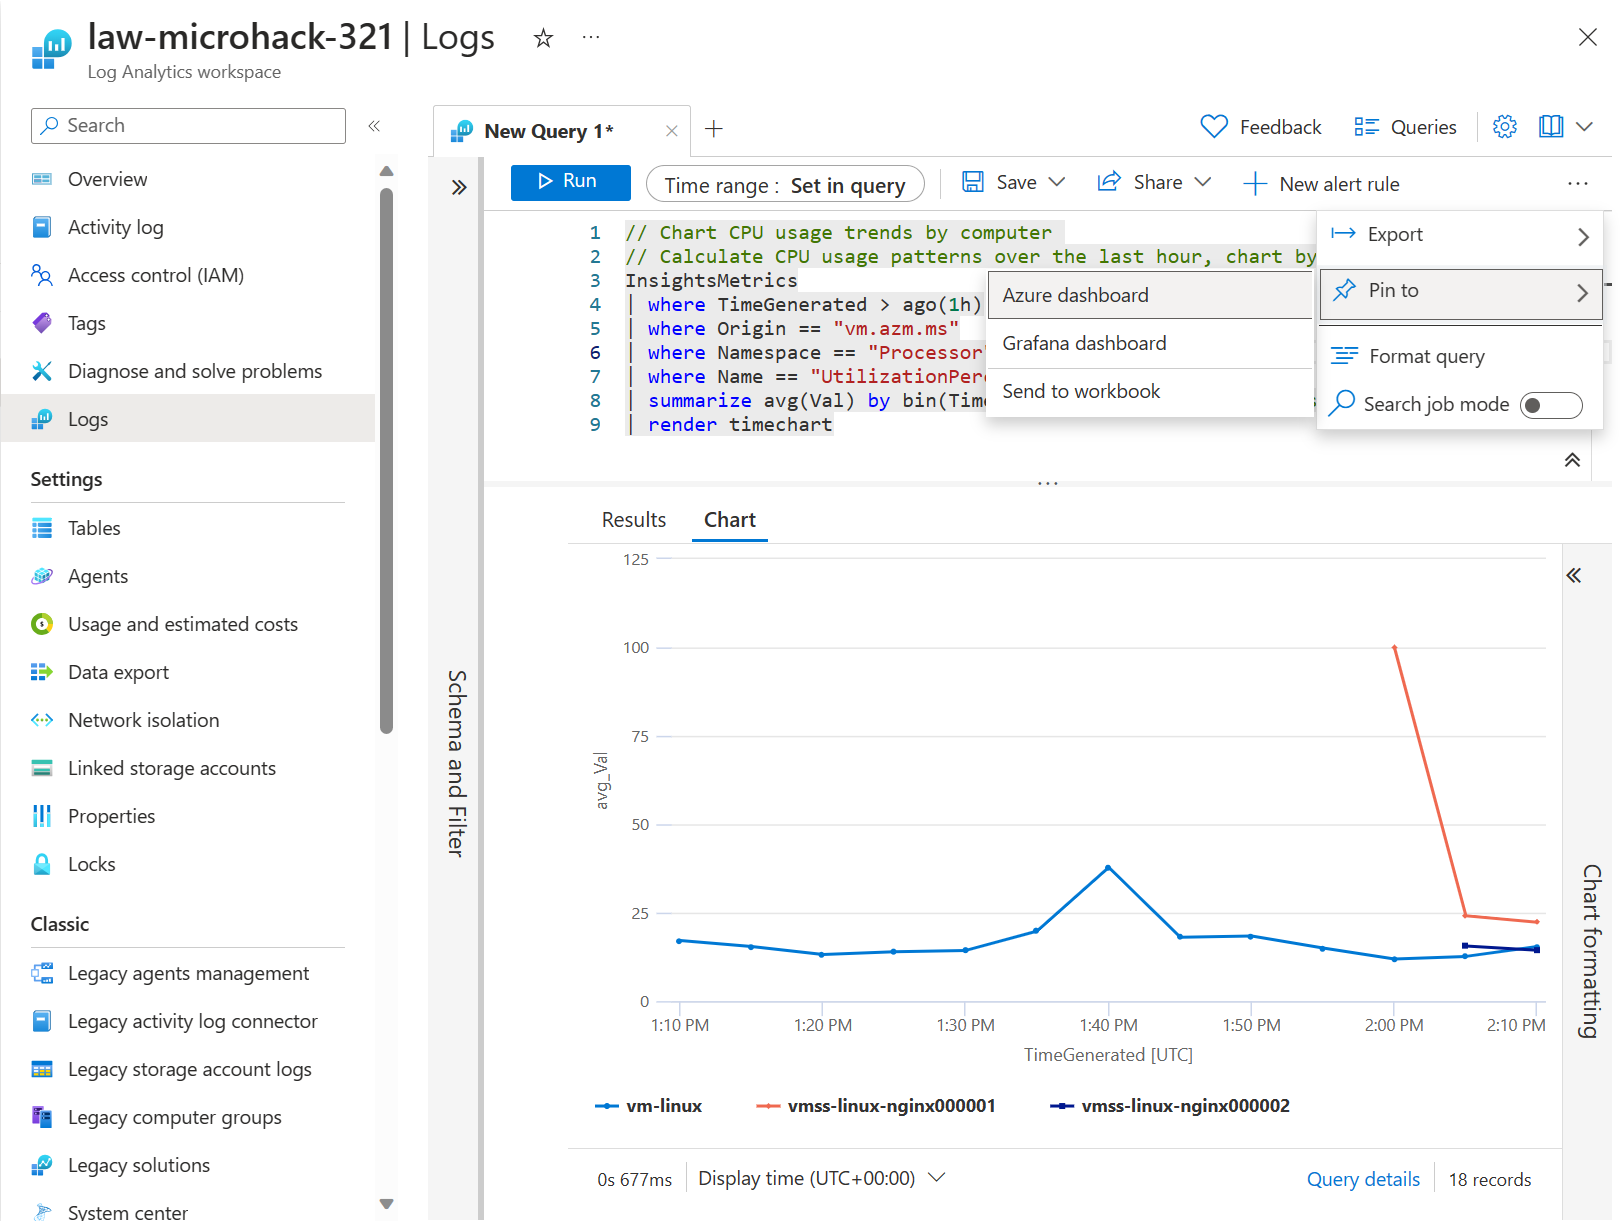 law-microhack-321 | Logs
Log Analytics workspace
Search
Overview
Activity log
Access control (IAM)
Tags
Diagnose and solve problems
Logs
Settings
Tables
Agents
Usage and estimated costs
Data export
Network isolation
Linked storage accounts
Properties
Locks
Classic
Legacy agents management
Legacy activity log connector
Legacy storage account logs
Legacy computer groups
Legacy solutions
System center
New Query 1*
Feedback
Queries
Run
Time range : Set in query
Save
Share
New alert rule
1 // Chart CPU usage trends by computer
2 // Calculate CPU usage patterns over the last hour, chart by
3 InsightsMetrics
4 | where TimeGenerated > ago(1h)
5 | where Origin == "vm.azm.ms"
6 | where Namespace == "Processor"
7 | where Name == "UtilizationPer
8 | summarize avg(Val) by bin(Tim
9 | render timechart
Export
Pin to
Format query
Search job mode
Azure dashboard
Grafana dashboard
Send to workbook
Schema and Filter
Results
Chart
125
100
75
50
25
0
avg_Val
1:10 PM
1:20 PM
1:30 PM
1:40 PM
1:50 PM
2:00 PM
2:10 PM
TimeGenerated [UTC]
vm-linux
vmss-linux-nginx000001
vmss-linux-nginx000002
Chart formatting
0s 677ms
Display time (UTC+00:00)
Query details
18 records